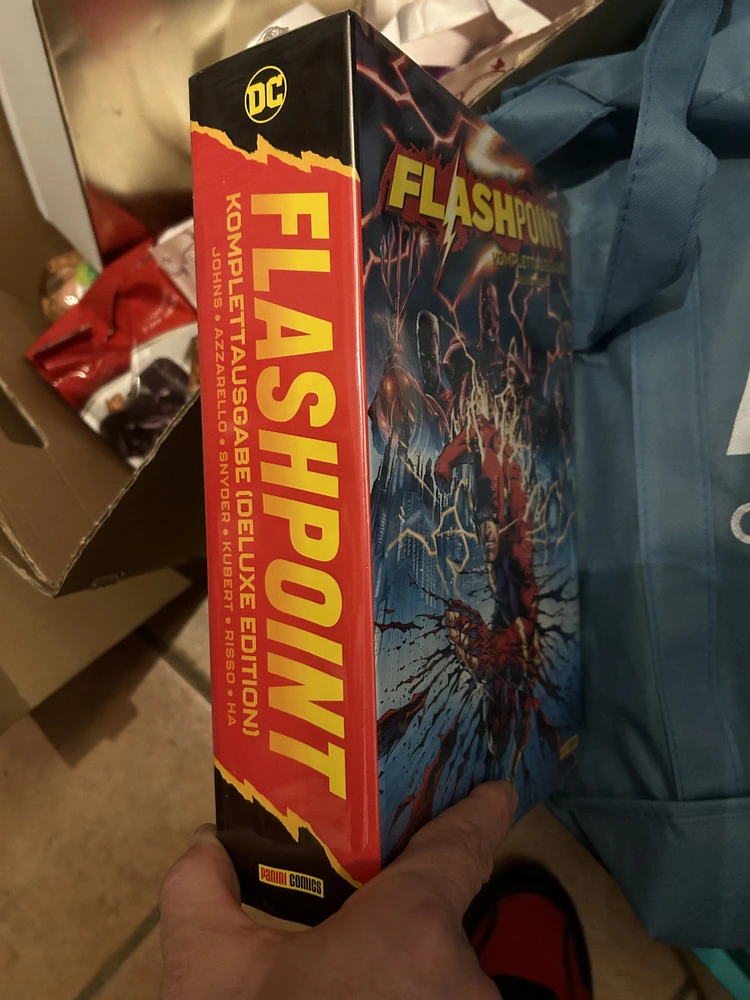 DC
FLASHPOINT
KOMPLETTAUSGABE (DELUXE EDITION)
JOHNS • AZZARELLO • SNYDER • KUBERT • RISSO • HA
PANINI COMICS
FLASHPOINT